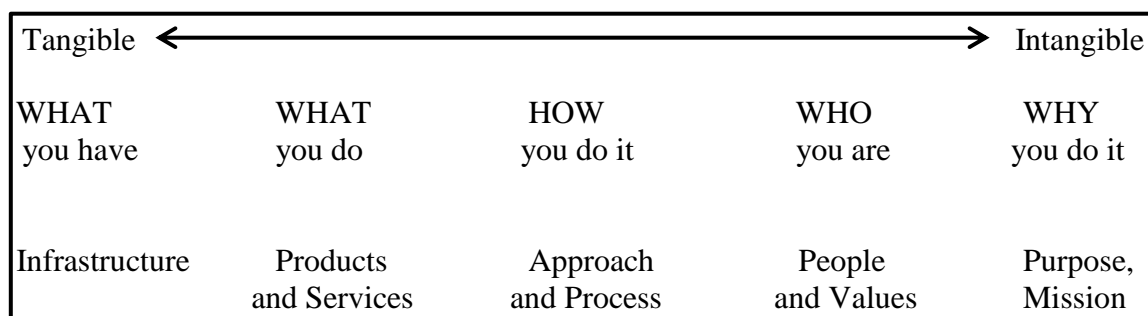 Tangible Intangible
WHAT WHAT HOW WHO WHY
you have you do you do it you are you do it
Infrastructure Products Approach People Purpose,
and Services and Process and Values Mission